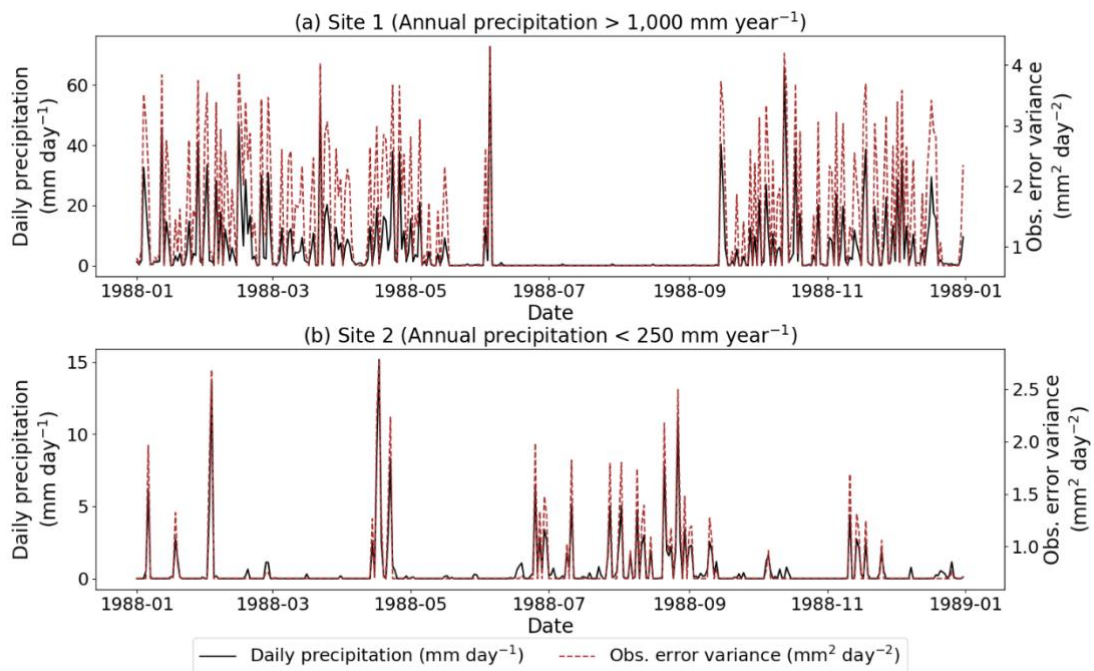 (a) Site 1 (Annual precipitation > 1,000 mm year⁻¹)
Daily precipitation
(mm day⁻¹)
60
40
20
0
4
3
2
1
Obs. error variance
(mm² day⁻²)
1988-01 1988-03 1988-05 1988-07 1988-09 1988-11 1989-01
Date
(b) Site 2 (Annual precipitation < 250 mm year⁻¹)
Daily precipitation
(mm day⁻¹)
15
10
5
0
2.5
2.0
1.5
1.0
Obs. error variance
(mm² day⁻²)
1988-01 1988-03 1988-05 1988-07 1988-09 1988-11 1989-01
Date
Daily precipitation (mm day⁻¹) Obs. error variance (mm² day⁻²)